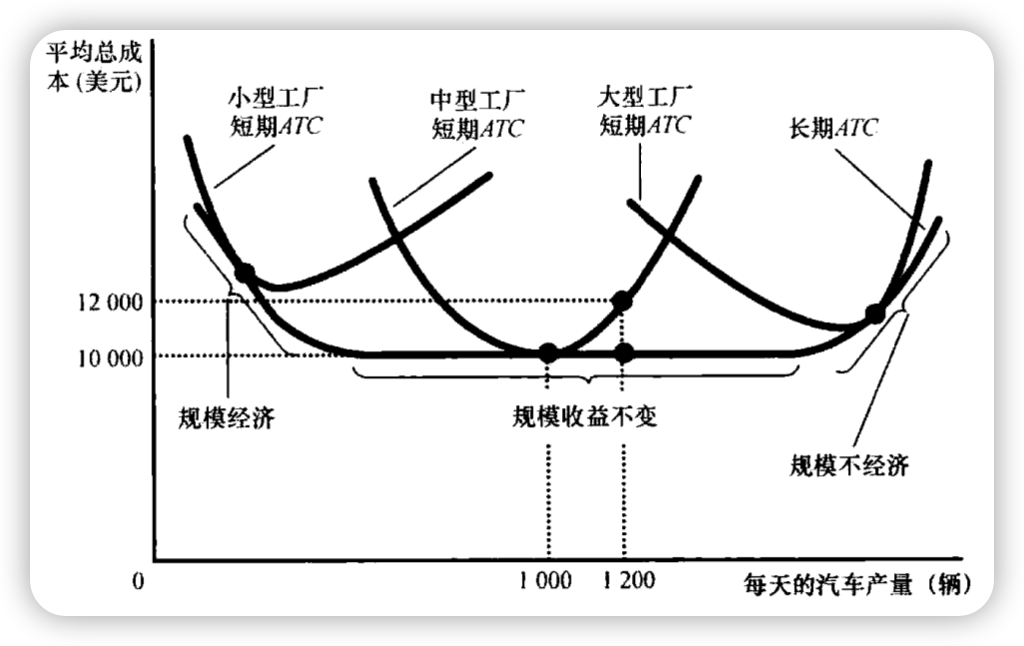 平均总成
本(美元)
小型工厂
短期ATC
中型工厂
短期ATC
大型工厂
短期ATC
长期ATC
12 000
10 000
规模经济
规模收益不变
规模不经济
0
1 000
1 200
每天的汽车产量（辆）